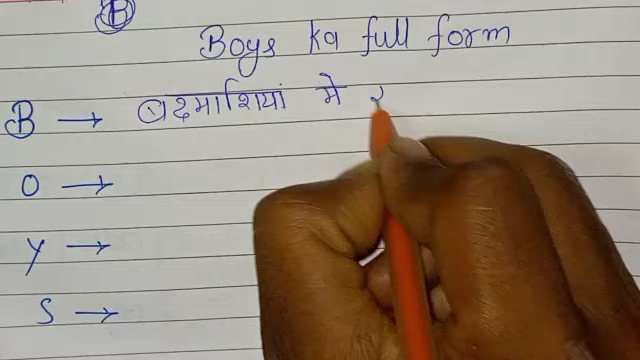 B
Boys ka full form
B → बदमाशियां मे
O →
Y →
S →